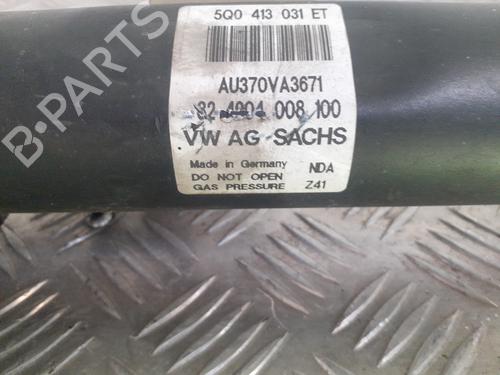 5Q0 413 031 ET
AU370VA3671
82 4904 008 100
VW AG SACHS
Made in Germany NDA
DO NOT OPEN
GAS PRESSURE Z41
B-PARTS